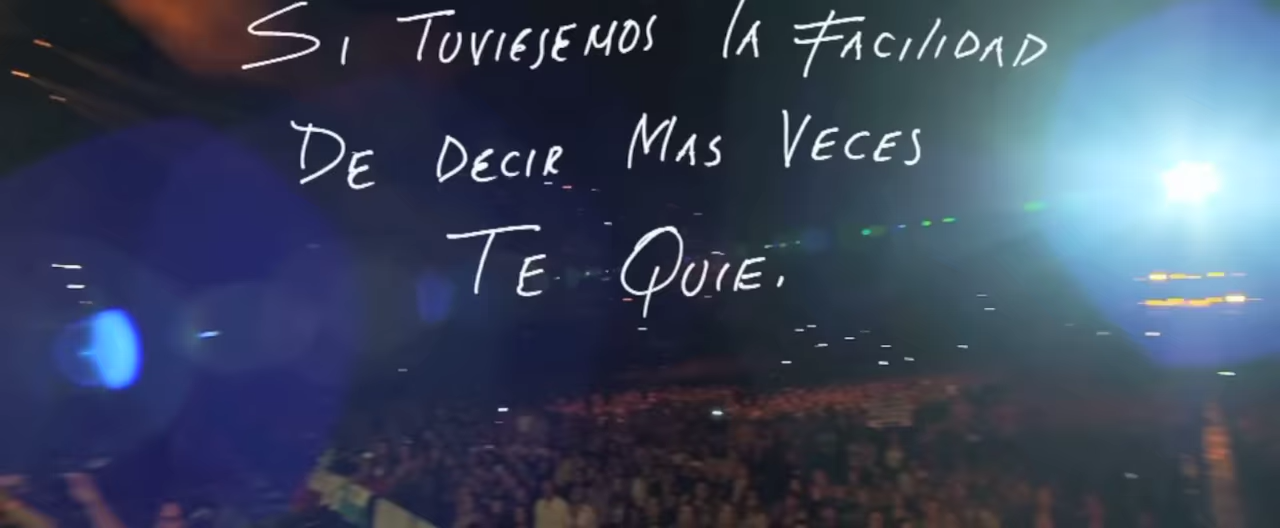 SI TUVIESEMOS lA FACIlIDAD
DE DECIR MAS VECES
TE QUIE.